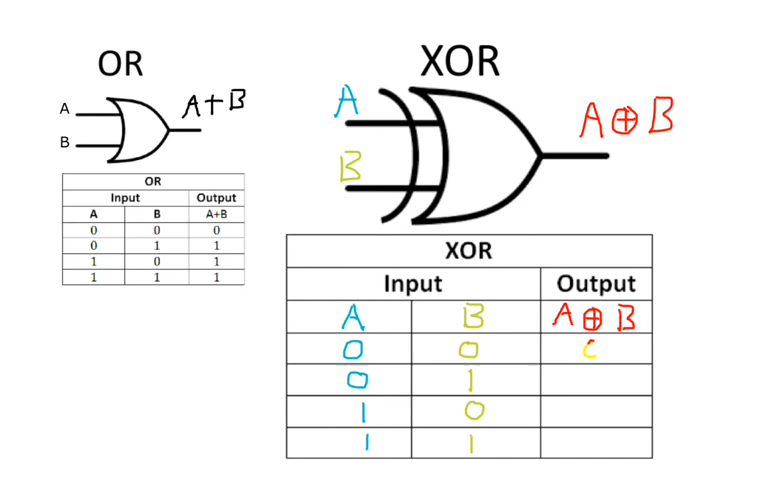 OR
A
B
A+B
OR
Input Output
A B A+B
0 0 0
0 1 1
1 0 1
1 1 1
XOR
A
B
A⊕B
XOR
Input Output
A B A⊕B
0 0
0 1
1 0
1 1